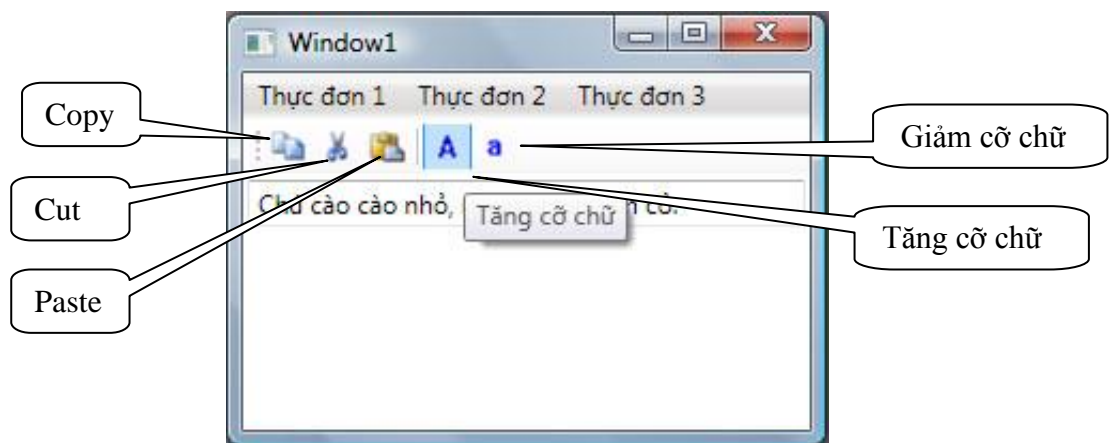 Window1
Copy
Thực đơn 1 Thực đơn 2 Thực đơn 3
Giảm cỡ chữ
A a
Cut
Chú cào cào nhỏ, cỏ.
Tăng cỡ chữ
Tăng cỡ chữ
Paste